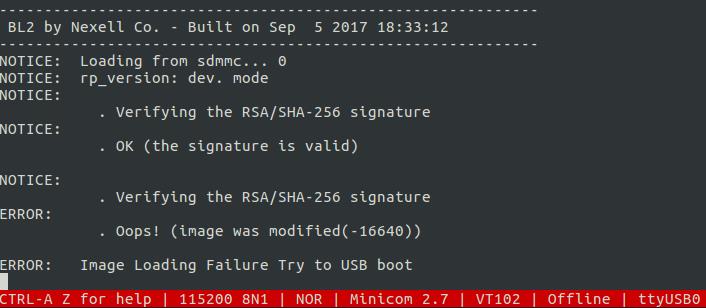 ------------------------------------------------------------
 BL2 by Nexell Co. - Built on Sep  5 2017 18:33:12
------------------------------------------------------------
NOTICE:  Loading from sdmmc... 0
NOTICE:  rp_version: dev. mode
NOTICE:
           . Verifying the RSA/SHA-256 signature
NOTICE:
           . OK (the signature is valid)
NOTICE:
           . Verifying the RSA/SHA-256 signature
ERROR:
           . Oops! (image was modified(-16640))
ERROR:   Image Loading Failure Try to USB boot
CTRL-A Z for help | 115200 8N1 | NOR | Minicom 2.7 | VT102 | Offline | ttyUSB0